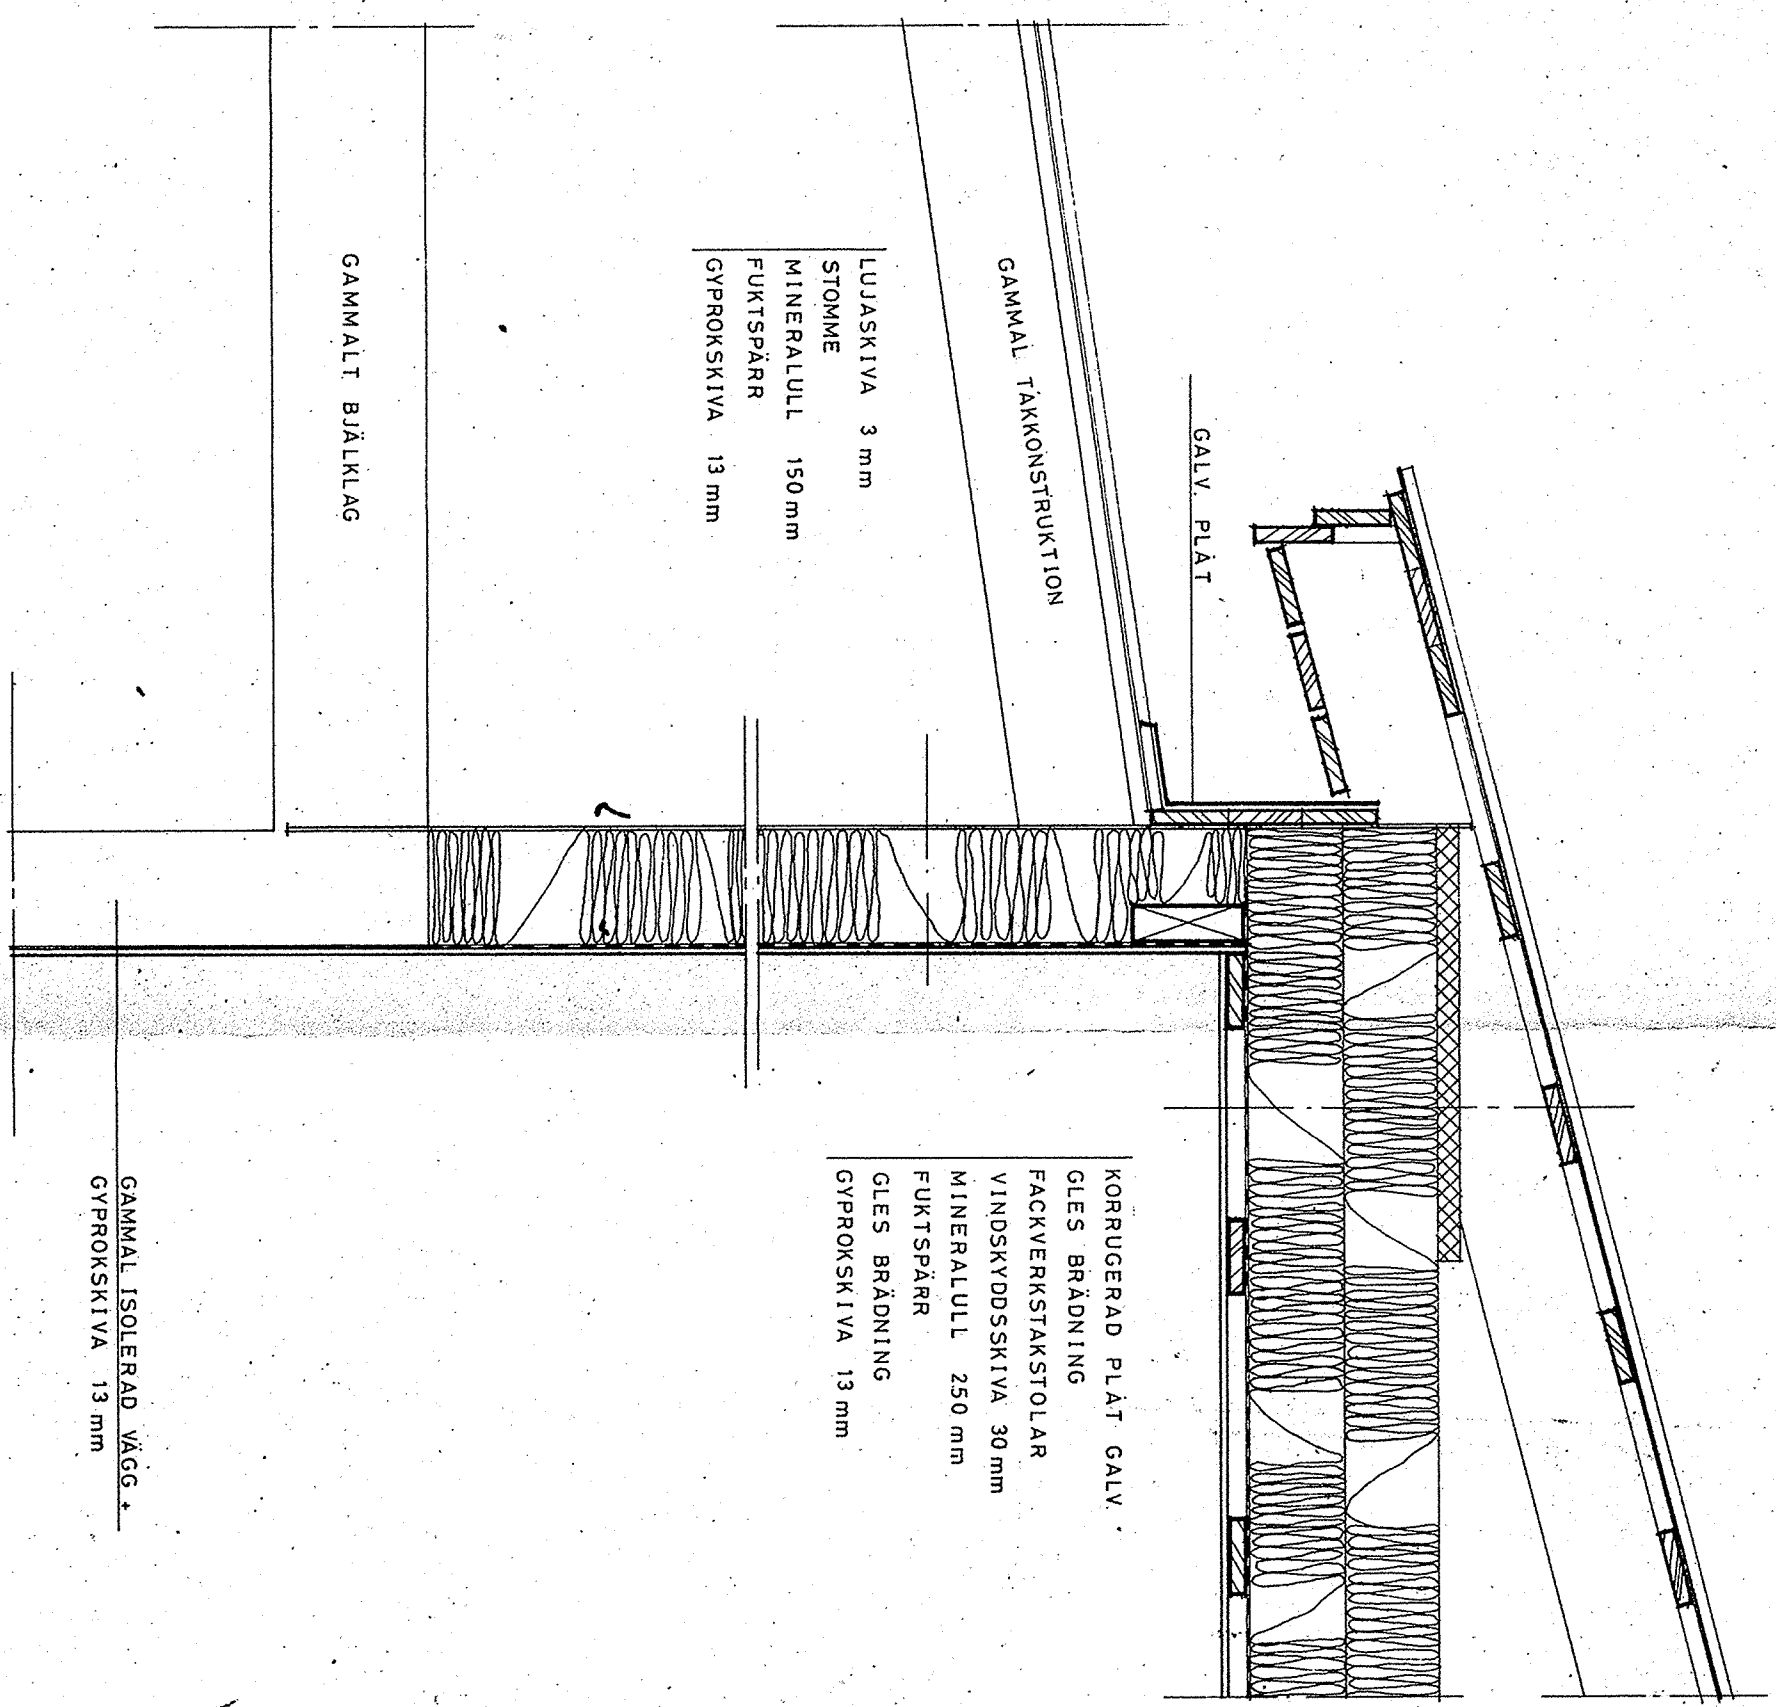 GALV. PLÅT
GAMMAL TAKKONSTRUKTION
LUJASKIVA 3 mm
STOMME
MINERALULL 150 mm
FUKTSPÄRR
GYPROKSKIVA 13 mm
GAMMALT BJÄLKLAG
KORRUGERAD PLÅT GALV.
GLES BRÄDNING
FACKVERKSTAKSTOLAR
VINDSKYDDSSKIVA 30 mm
MINERALULL 250 mm
FUKTSPÄRR
GLES BRÄDNING
GYPROKSKIVA 13 mm
GAMMAL ISOLERAD VÄGG +
GYPROKSKIVA 13 mm